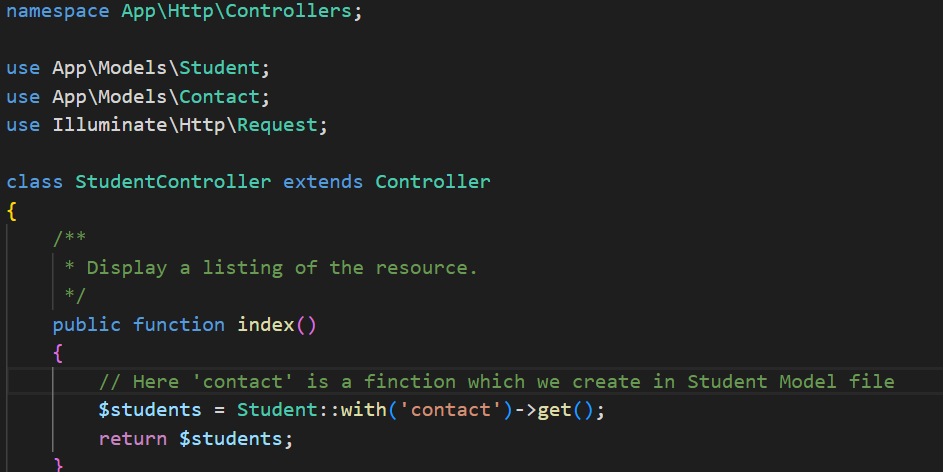 namespace App\Http\Controllers;
use App\Models\Student;
use App\Models\Contact;
use Illuminate\Http\Request;
class StudentController extends Controller
{
/**
* Display a listing of the resource.
*/
public function index()
{
// Here 'contact' is a finction which we create in Student Model file
$students = Student::with('contact')->get();
return $students;
}